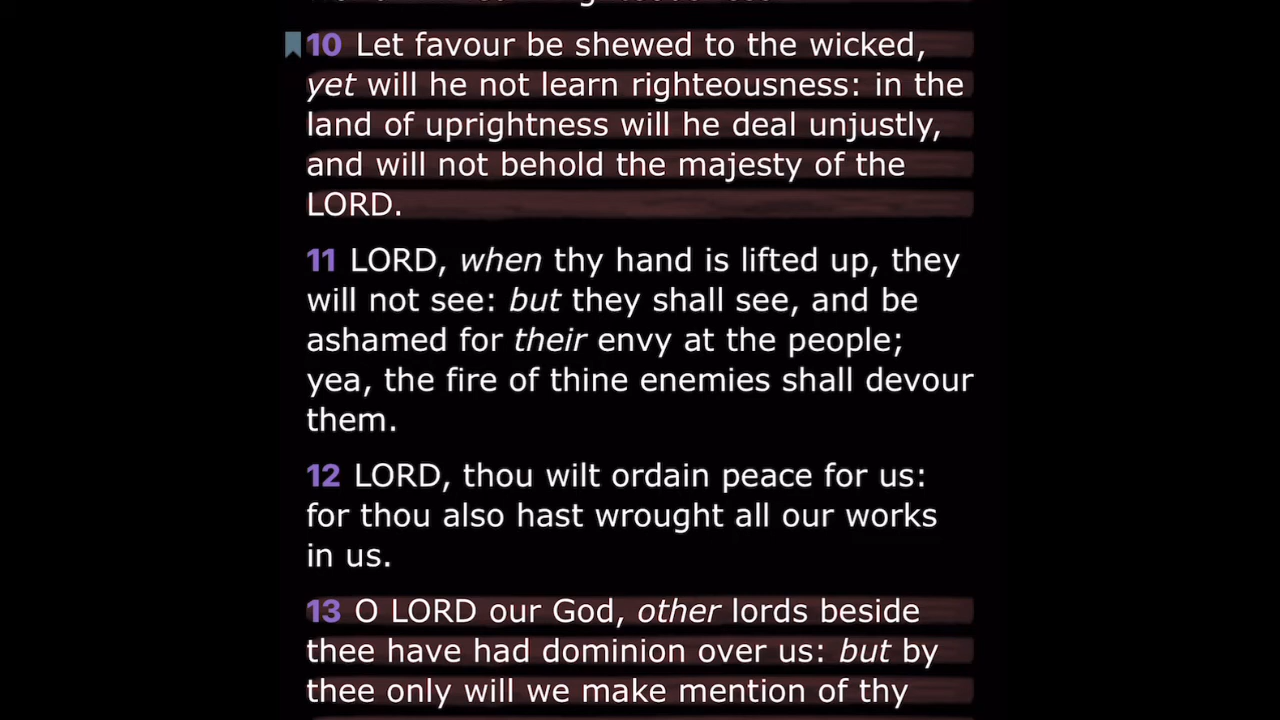 10 Let favour be shewed to the wicked,
yet will he not learn righteousness: in the
land of uprightness will he deal unjustly,
and will not behold the majesty of the
LORD.
11 LORD, when thy hand is lifted up, they
will not see: but they shall see, and be
ashamed for their envy at the people;
yea, the fire of thine enemies shall devour
them.
12 LORD, thou wilt ordain peace for us:
for thou also hast wrought all our works
in us.
13 O LORD our God, other lords beside
thee have had dominion over us: but by
thee only will we make mention of thy